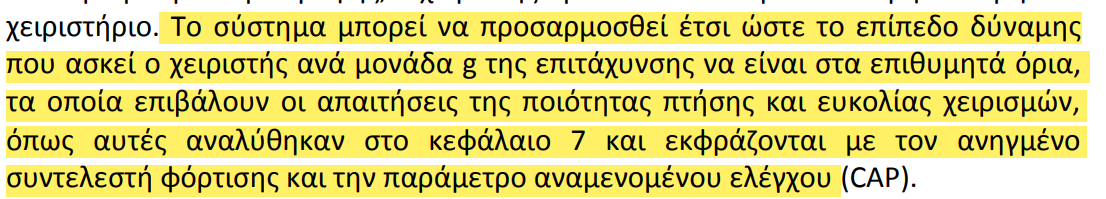 χειριστήριο. Το σύστημα μπορεί να προσαρμοσθεί έτσι ώστε το επίπεδο δύναμης
που ασκεί ο χειριστής ανά μονάδα g της επιτάχυνσης να είναι στα επιθυμητά όρια,
τα οποία επιβάλουν οι απαιτήσεις της ποιότητας πτήσης και ευκολίας χειρισμών,
όπως αυτές αναλύθηκαν στο κεφάλαιο 7 και εκφράζονται με τον ανηγμένο
συντελεστή φόρτισης και την παράμετρο αναμενομένου ελέγχου (CAP).